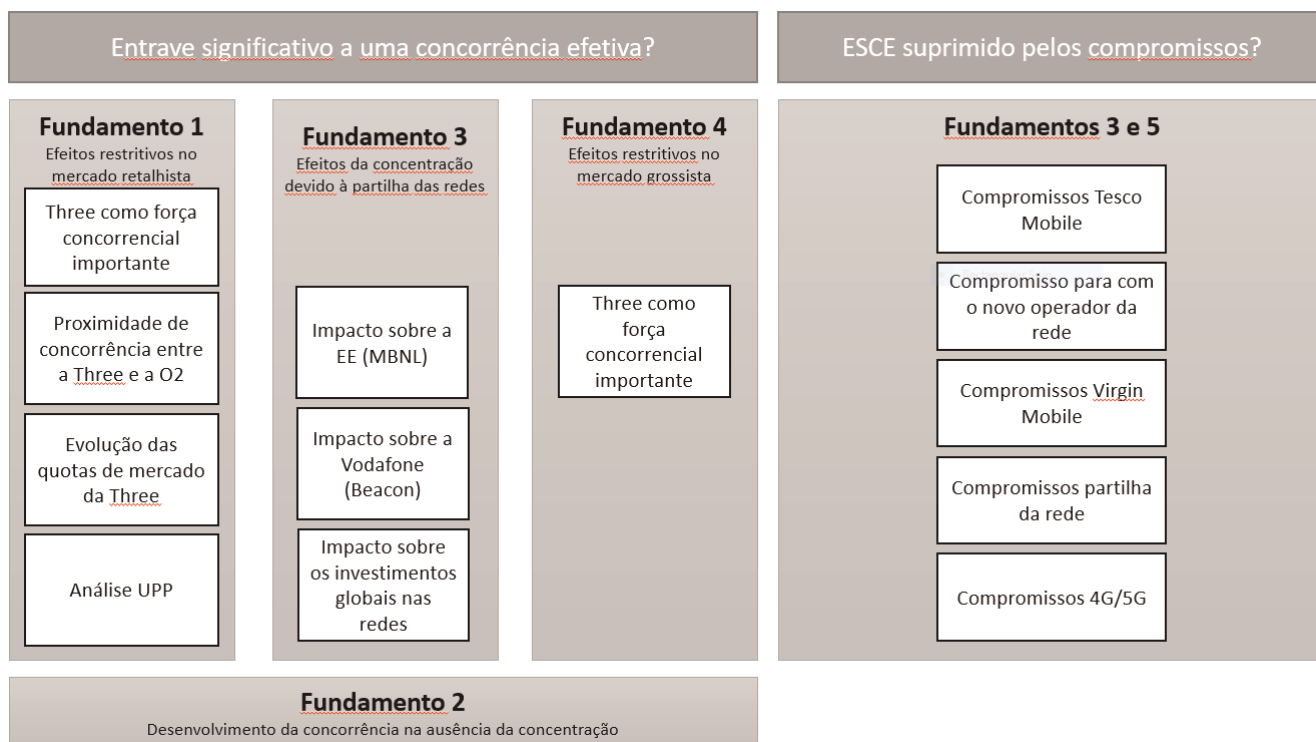 Entrave significativo a uma concorrência efetiva?
ESCE suprimido pelos compromissos?
Fundamento 1
Efeitos restritivos no
mercado retalhista
Three como força
concorrencial
importante
Proximidade de
concorrência entre
a Three e a O2
Evolução das
quotas de mercado
da Three
Análise UPP
Fundamento 3
Efeitos da concentração
devido à partilha das redes
Impacto sobre a
EE (MBNL)
Impacto sobre a
Vodafone
(Beacon)
Impacto sobre
os investimentos
globais nas
redes
Fundamento 4
Efeitos restritivos no
mercado grossista
Three como
força
concorrencial
importante
Fundamentos 3 e 5
Compromissos Tesco
Mobile
Compromisso para com
o novo operador da
rede
Compromissos Virgin
Mobile
Compromissos partilha
da rede
Compromissos 4G/5G
Fundamento 2
Desenvolvimento da concorrência na ausência da concentração